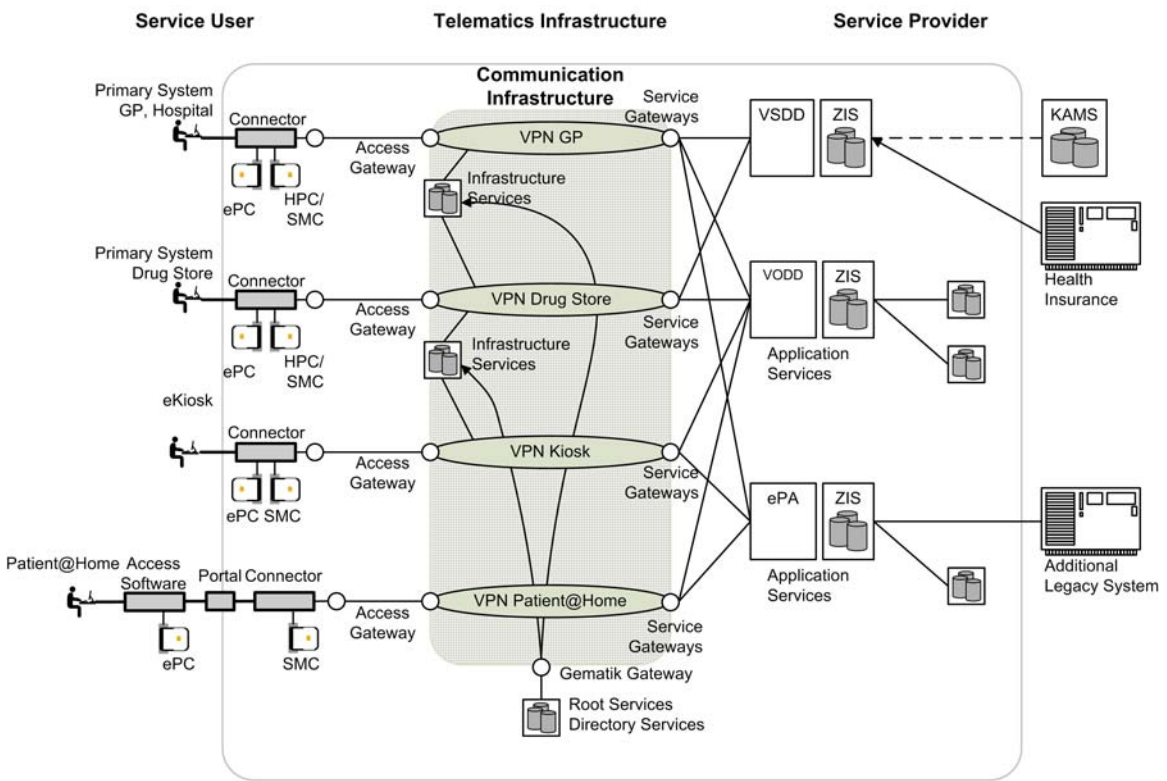 Service User
Telematics Infrastructure
Service Provider
Communication
Infrastructure
Primary System
GP, Hospital
Connector
ePC
HPC/
SMC
Access
Gateway
VPN GP
Service
Gateways
Infrastructure
Services
VSDD
ZIS
KAMS
Health
Insurance
Primary System
Drug Store
Connector
ePC
HPC/
SMC
Access
Gateway
VPN Drug Store
Service
Gateways
Infrastructure
Services
VODD
ZIS
Application
Services
eKiosk
Connector
ePC SMC
Access
Gateway
VPN Kiosk
Service
Gateways
ePA
ZIS
Application
Services
Additional
Legacy System
Patient@Home
Access
Software
Portal
Connector
ePC
SMC
Access
Gateway
VPN Patient@Home
Service
Gateways
Gematik Gateway
Root Services
Directory Services